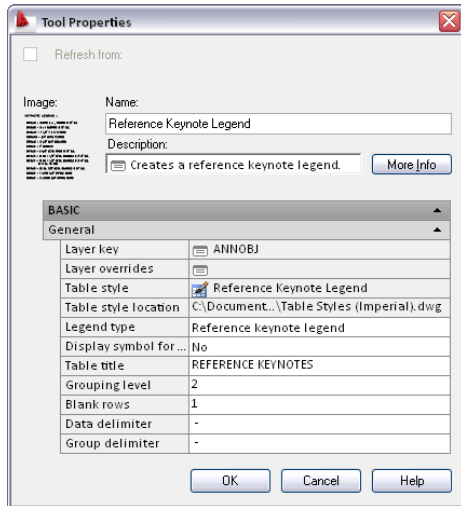 Tool Properties
Refresh from:
Image:
Name:
Reference Keynote Legend
Description:
Creates a reference keynote legend.
More Info
BASIC
General
Layer key ANNOBJ
Layer overrides
Table style Reference Keynote Legend
Table style location C:\Document...\Table Styles (Imperial).dwg
Legend type Reference keynote legend
Display symbol for... No
Table title REFERENCE KEYNOTES
Grouping level 2
Blank rows 1
Data delimiter -
Group delimiter -
OK Cancel Help